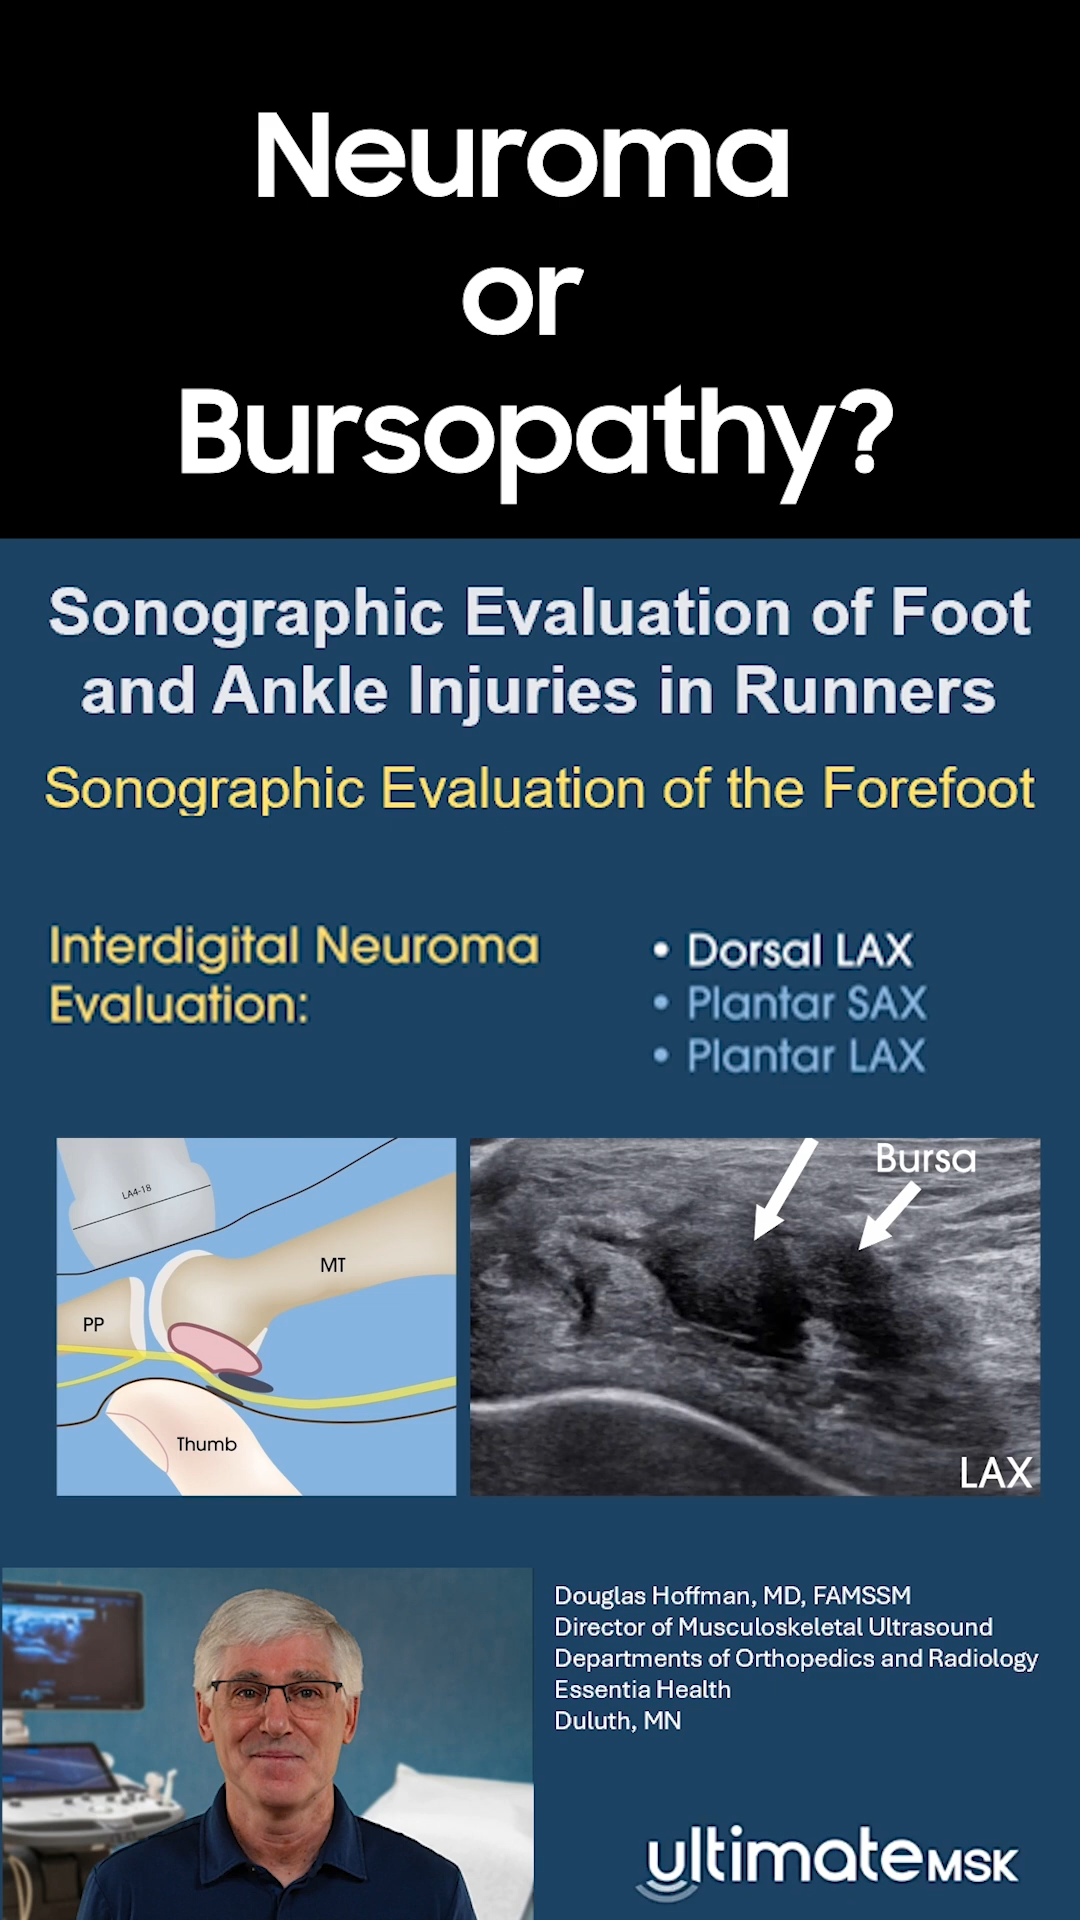 Neuroma
or
Bursopathy?
Sonographic Evaluation of Foot
and Ankle Injuries in Runners
Sonographic Evaluation of the Forefoot
Interdigital Neuroma
Evaluation:
• Dorsal LAX
• Plantar SAX
• Plantar LAX
LA4-18
MT
PP
Thumb
Bursa
LAX
Douglas Hoffman, MD, FAMSSM
Director of Musculoskeletal Ultrasound
Departments of Orthopedics and Radiology
Essentia Health
Duluth, MN
ultimate MSK